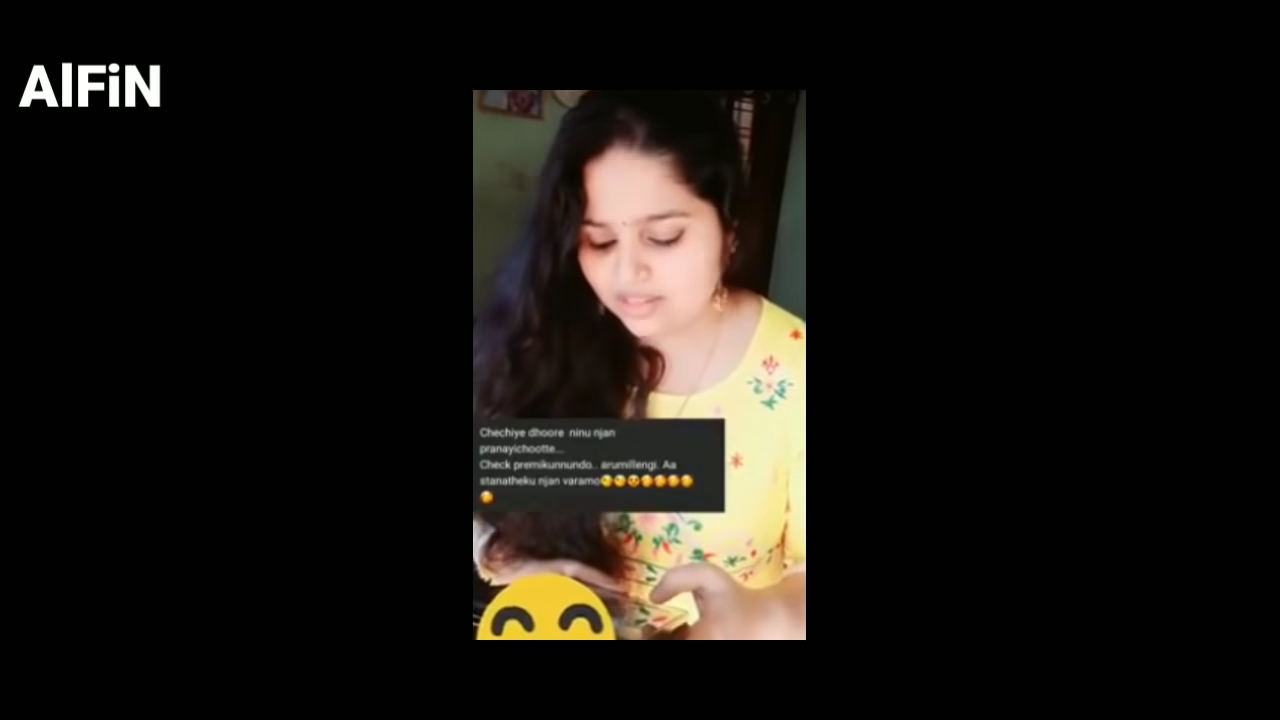 AlFiN
Chechiye dhoore ninu njan
pranayichootte...
Check premikunnundo.. arumillengi. Aa
stanatheku njan varamo🥰🥰😍🥰🥰🥰🥰
🥰